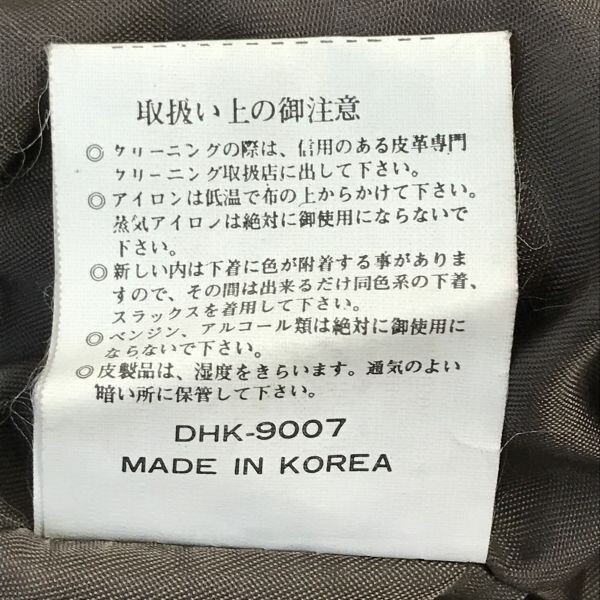 取扱い上の御注意
◎クリーニングの際は、信用のある皮革専門
クリーニング取扱店に出して下さい。
◎アイロンは低温で布の上からかけて下さい。
蒸気アイロンは絶対に御使用にならないで
下さい。
◎新しい内は下着に色が附着する事がありま
すので、その間は出来るだけ同色系の下着、
スラックスを着用して下さい。
◎ベンジン、アルコール類は絶対に御使用に
ならないで下さい。
◎皮製品は、湿度をきらいます。通気のよい
暗い所に保管して下さい。
DHK-9007
MADE IN KOREA